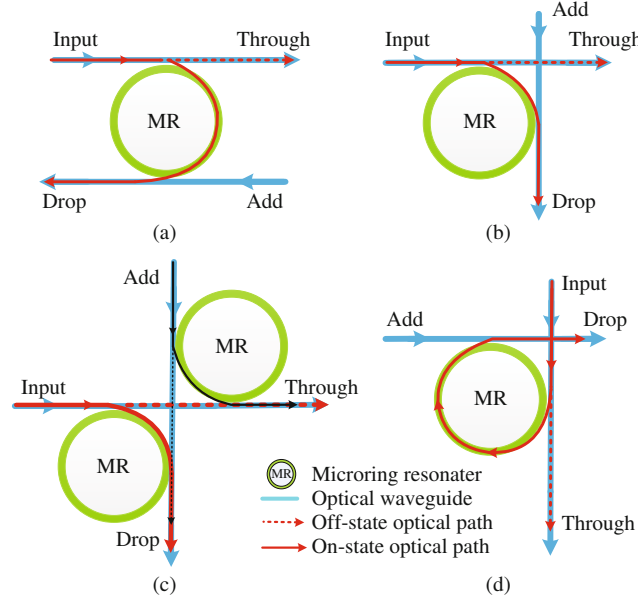 Input
Through
MR
Drop
Add
(a)
Add
Input
Through
MR
Drop
(b)
Add
MR
Input
Through
MR
Drop
(c)
Input
Add
Drop
MR
Through
(d)
MR Microring resonater
Optical waveguide
Off-state optical path
On-state optical path